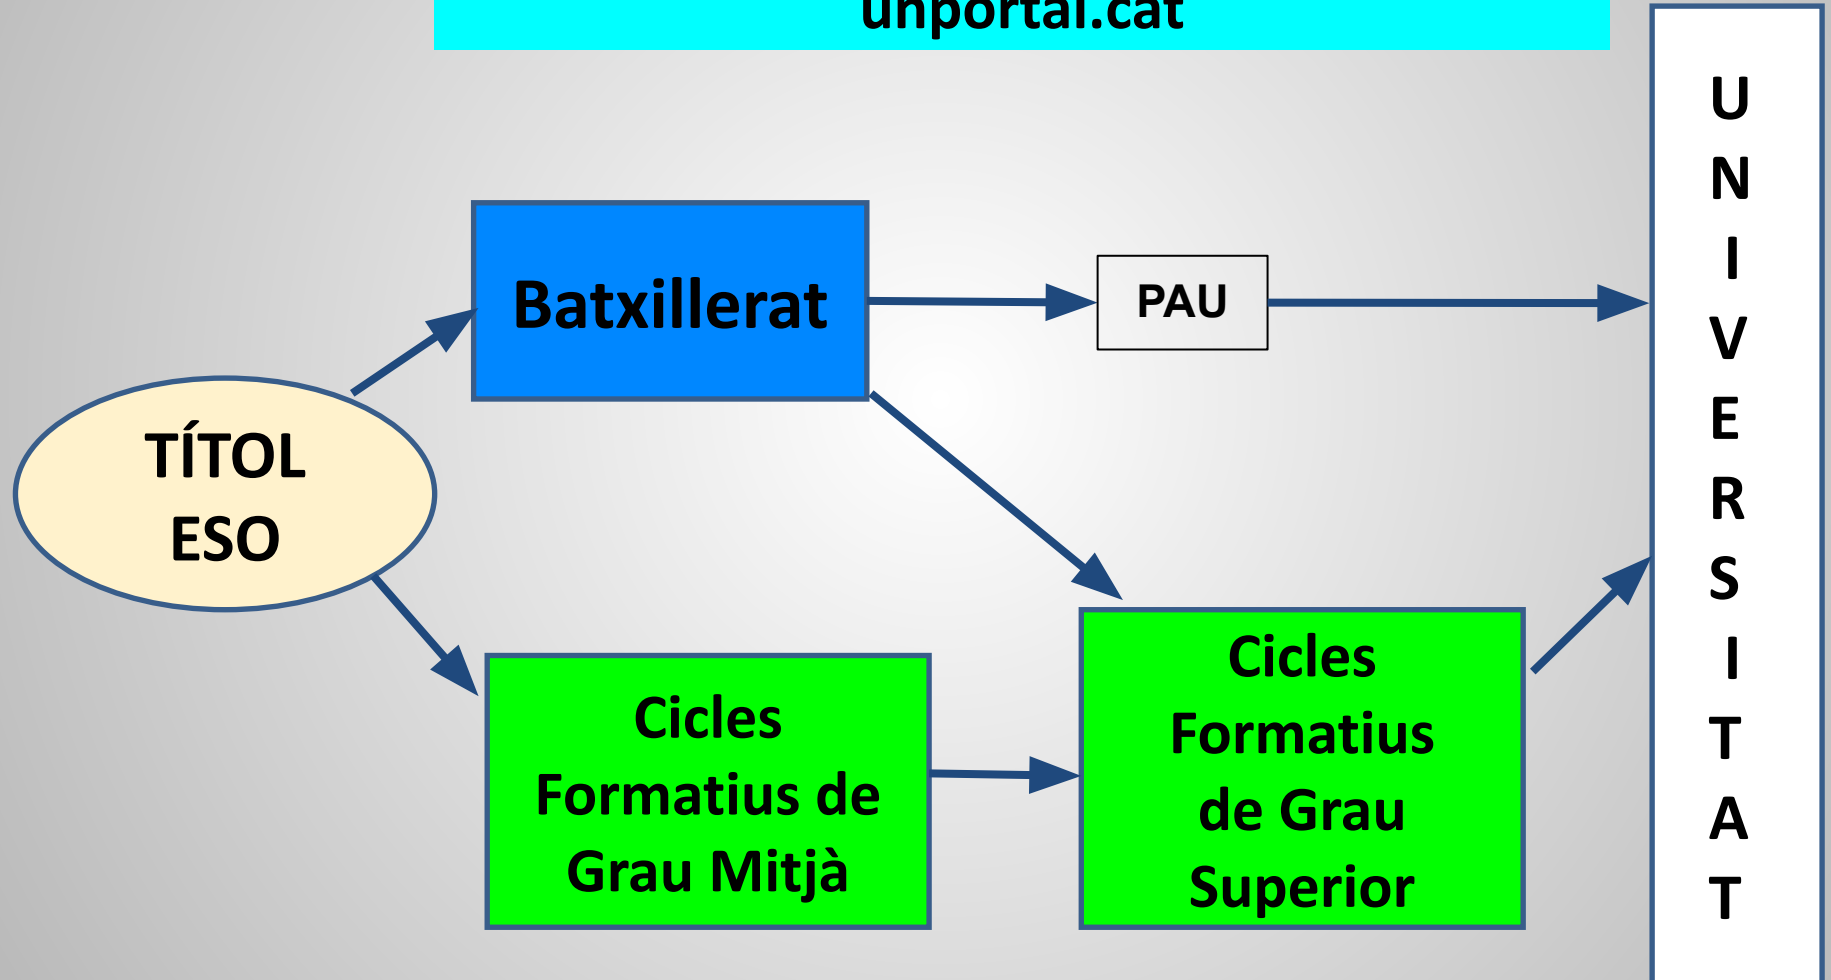 unportal.cat
Batxillerat
PAU
TÍTOL
ESO
Cicles
Formatius de
Grau Mitjà
Cicles
Formatius
de Grau
Superior
U
N
I
V
E
R
S
I
T
A
T